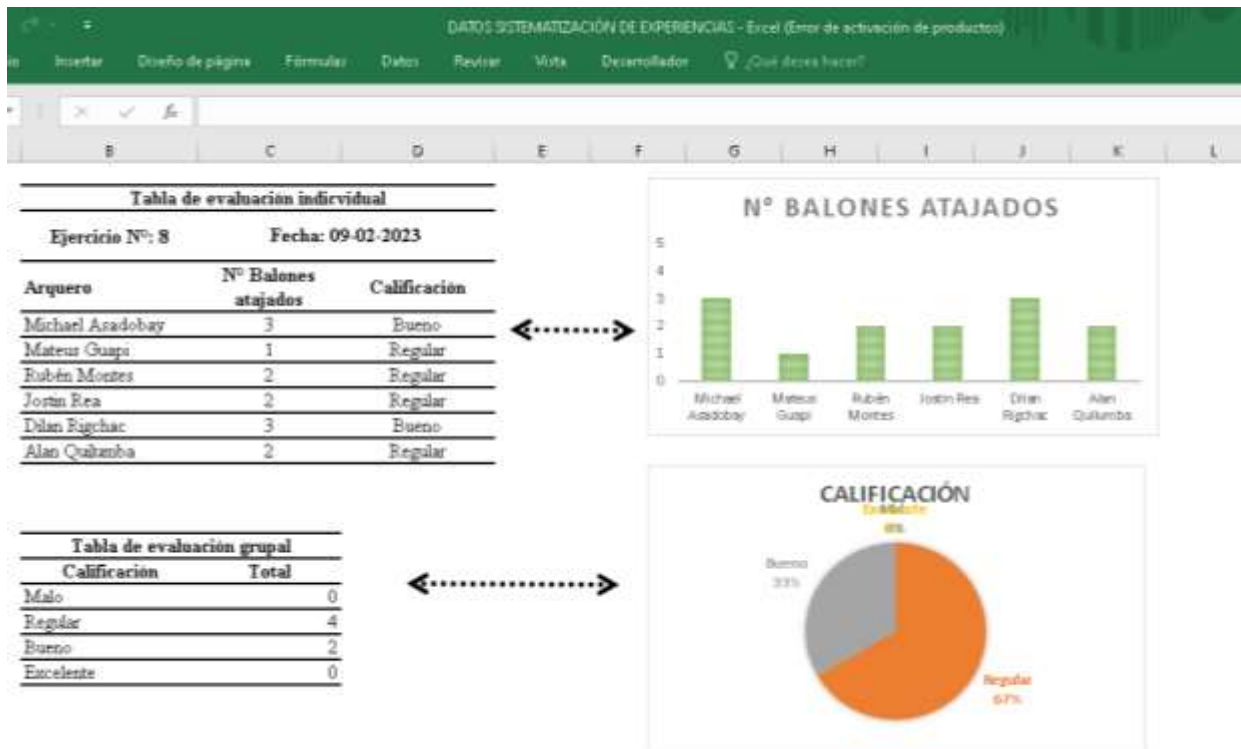 DATOS SISTEMATIZACIÓN DE EXPERIENCIAS - Excel (Error de activación de productos)
Insertar Diseño de página Fórmulas Datos Revisar Vista Desarrollador ¿Qué desea hacer?
fx
B C D E F G H I J K L
Tabla de evaluación indirvidual
Ejercicio Nº: 8 Fecha: 09-02-2023
Arquero Nº Balones atajados Calificación
Michael Asadobay 3 Bueno
Mateus Guapi 1 Regular
Rubén Montes 2 Regular
Jostin Rea 2 Regular
Dilan Rigchac 3 Bueno
Alan Quilumba 2 Regular
Nº BALONES ATAJADOS
5
4
3
2
1
0
Michael Asadobay
Mateus Guapi
Rubén Montes
Jostin Rea
Dilan Rigchac
Alan Quilumba
Tabla de evaluación grupal
Calificación Total
Malo 0
Regular 4
Bueno 2
Excelente 0
CALIFICACIÓN
0%
Bueno
33%
Regular
67%